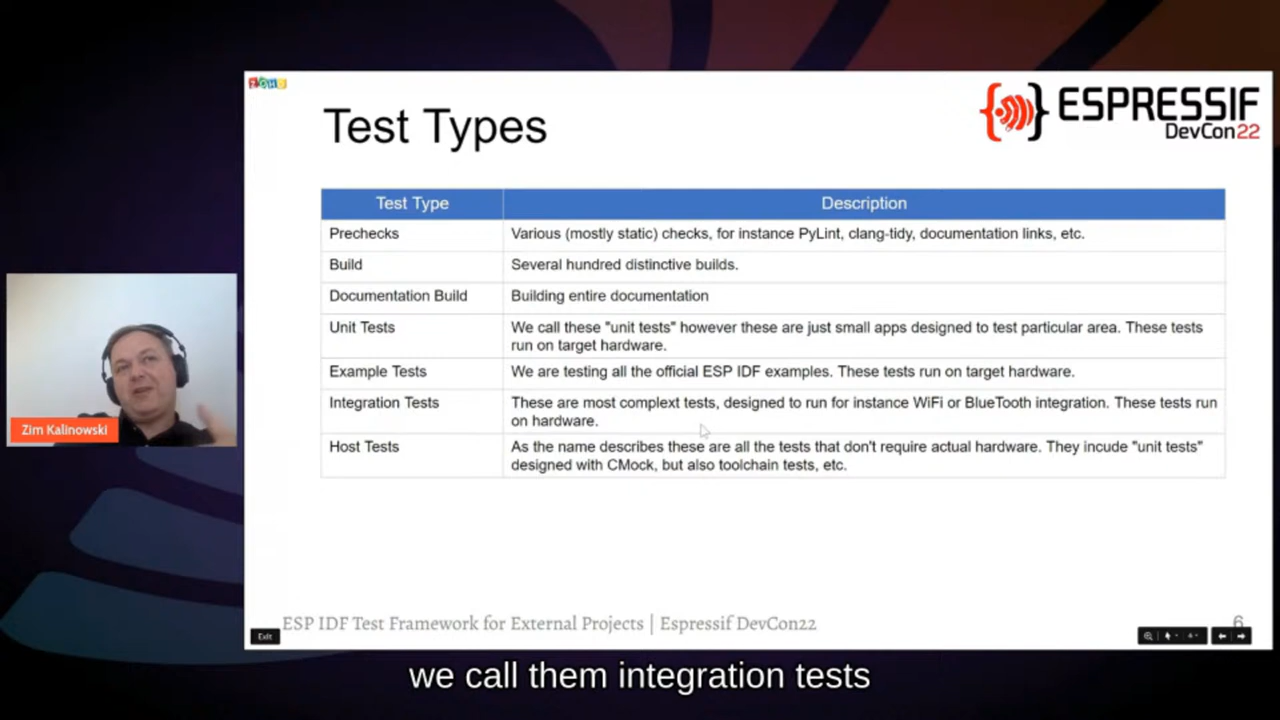 ZOHO
Test Types
ESPRESSIF
DevCon22
Test Type Description
Prechecks Various (mostly static) checks, for instance PyLint, clang-tidy, documentation links, etc.
Build Several hundred distinctive builds.
Documentation Build Building entire documentation
Unit Tests We call these "unit tests" however these are just small apps designed to test particular area. These tests
run on target hardware.
Example Tests We are testing all the official ESP IDF examples. These tests run on target hardware.
Integration Tests These are most complext tests, designed to run for instance WiFi or BlueTooth integration. These tests run
on hardware.
Host Tests As the name describes these are all the tests that don't require actual hardware. They incude "unit tests"
designed with CMock, but also toolchain tests, etc.
Zim Kalinowski
ESP IDF Test Framework for External Projects | Espressif DevCon22
6
Exit
we call them integration tests